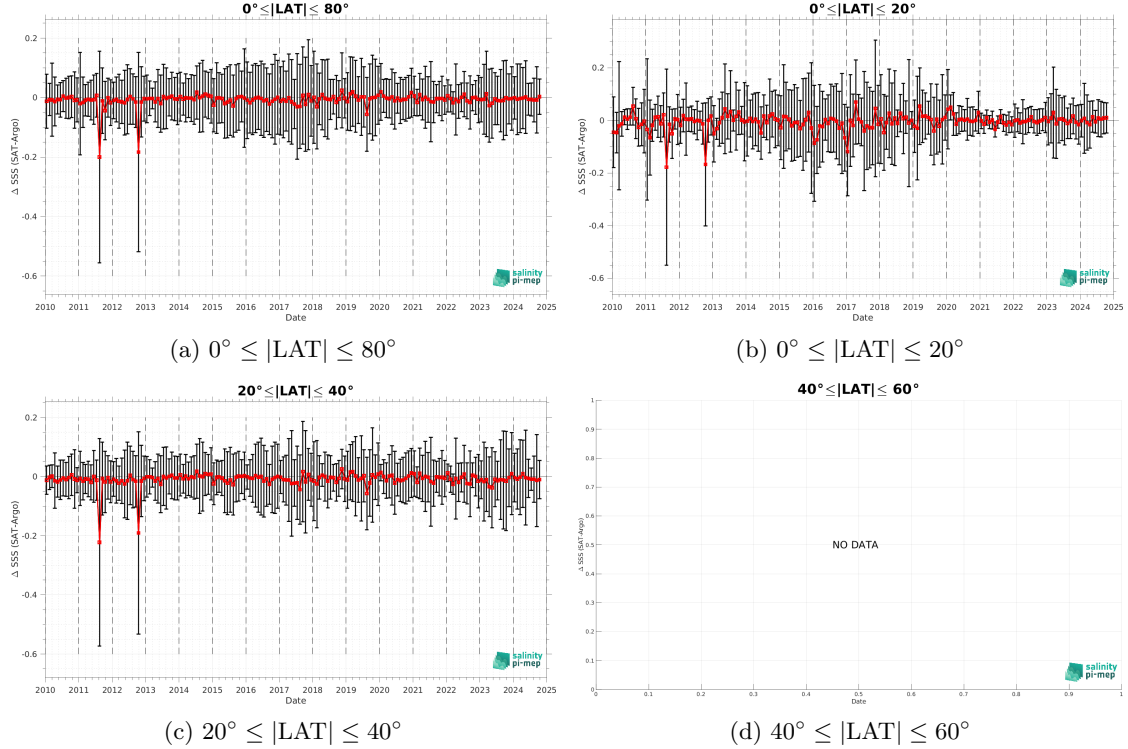 0°≤|LAT|≤ 80°
0.2
0
-0.2
-0.4
-0.6
Δ SSS (SAT-Argo)
2010 2011 2012 2013 2014 2015 2016 2017 2018 2019 2020 2021 2022 2023 2024 2025
Date
salinity
pi-mep
(a) 0° ≤ |LAT| ≤ 80°
0°≤|LAT|≤ 20°
0.2
0
-0.2
-0.4
-0.6
Δ SSS (SAT-Argo)
2010 2011 2012 2013 2014 2015 2016 2017 2018 2019 2020 2021 2022 2023 2024 2025
Date
salinity
pi-mep
(b) 0° ≤ |LAT| ≤ 20°
20°≤|LAT|≤ 40°
0.2
0
-0.2
-0.4
-0.6
Δ SSS (SAT-Argo)
2010 2011 2012 2013 2014 2015 2016 2017 2018 2019 2020 2021 2022 2023 2024 2025
Date
salinity
pi-mep
(c) 20° ≤ |LAT| ≤ 40°
40°≤|LAT|≤ 60°
1
0.9
0.8
0.7
0.6
0.5
0.4
0.3
0.2
0.1
0
Δ SSS (SAT-Argo)
NO DATA
0 0.1 0.2 0.3 0.4 0.5 0.6 0.7 0.8 0.9 1
Date
salinity
pi-mep
(d) 40° ≤ |LAT| ≤ 60°